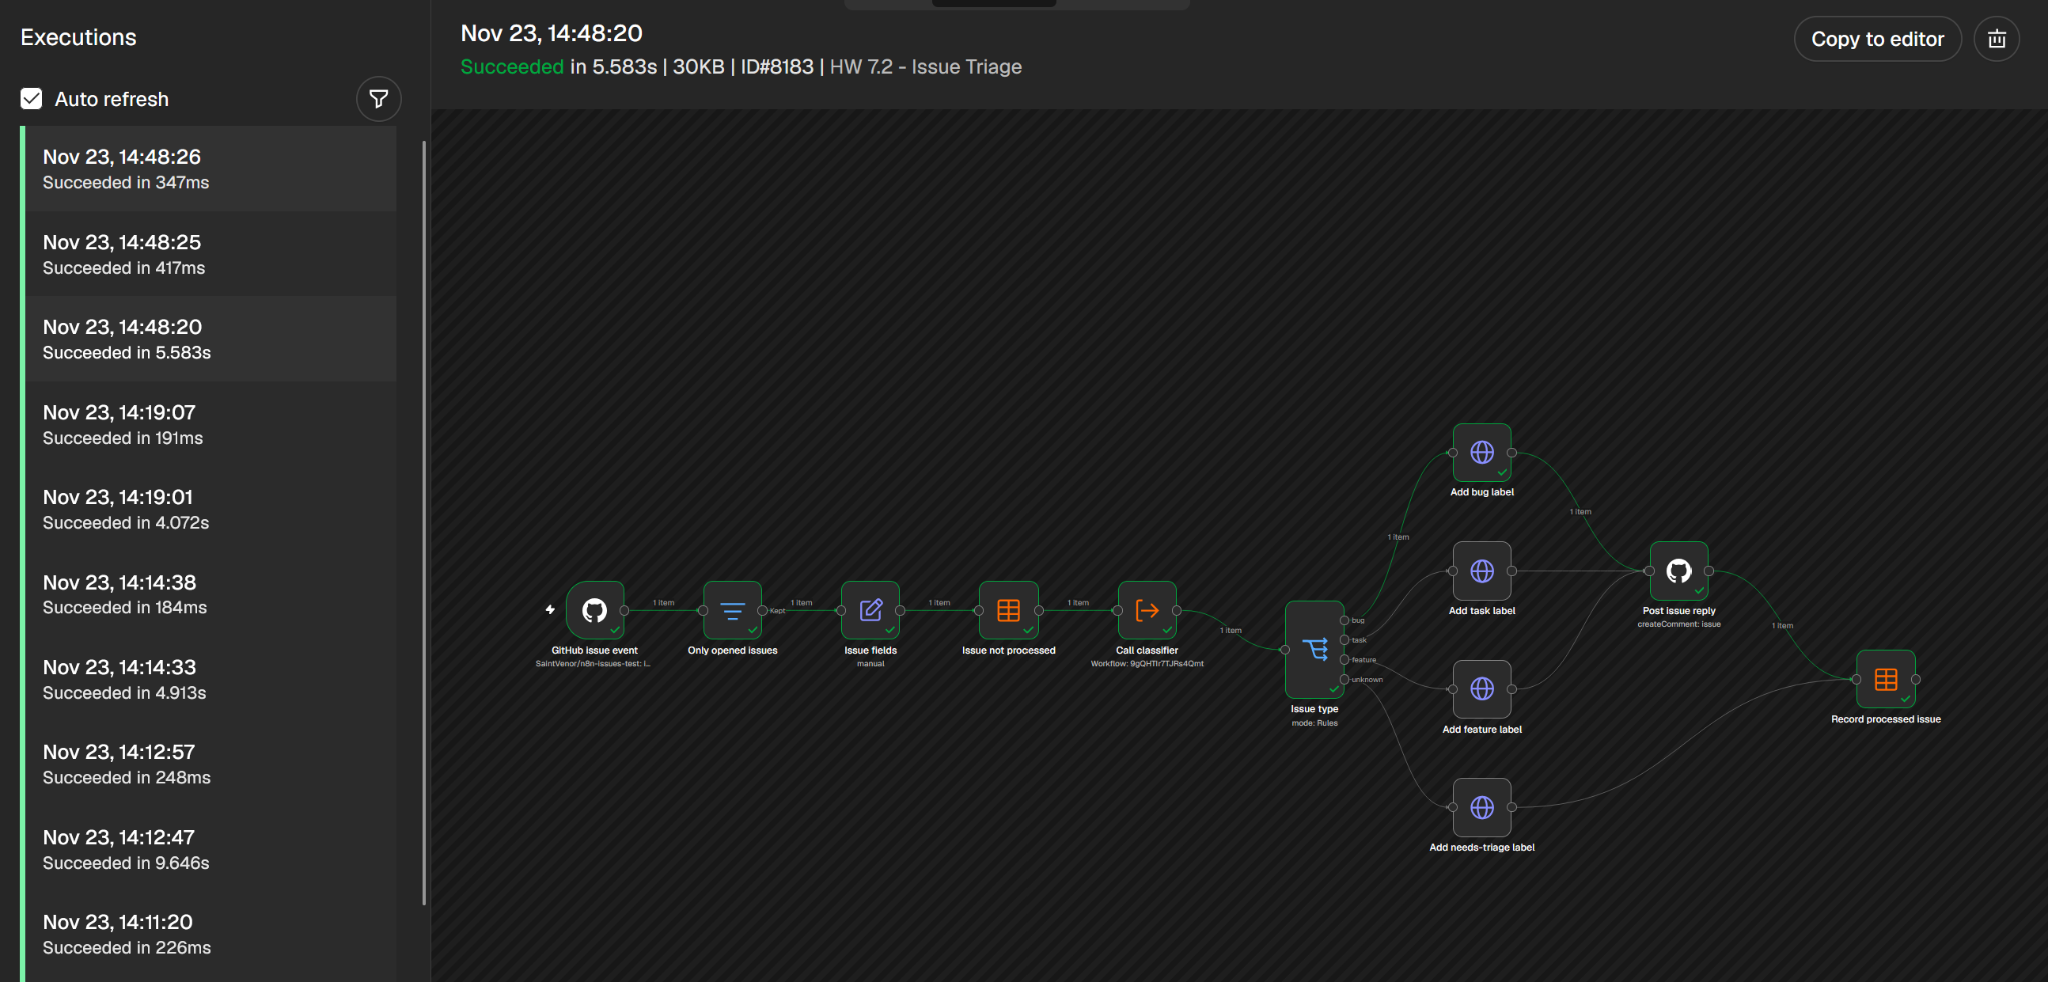 Executions
Auto refresh
Nov 23, 14:48:26
Succeeded in 347ms
Nov 23, 14:48:25
Succeeded in 417ms
Nov 23, 14:48:20
Succeeded in 5.583s
Nov 23, 14:19:07
Succeeded in 191ms
Nov 23, 14:19:01
Succeeded in 4.072s
Nov 23, 14:14:38
Succeeded in 184ms
Nov 23, 14:14:33
Succeeded in 4.913s
Nov 23, 14:12:57
Succeeded in 248ms
Nov 23, 14:12:47
Succeeded in 9.646s
Nov 23, 14:11:20
Succeeded in 226ms
Nov 23, 14:48:20
Succeeded in 5.583s | 30KB | ID#8183 | HW 7.2 - Issue Triage
Copy to editor
1 item
GitHub issue event
SaintVenor/n8n-issues-test: i...
Kept
1 item
Only opened issues
1 item
Issue fields
manual
1 item
Issue not processed
Call classifier
Workflow: 9gQHTIr7TJRs4Qmt
1 item
bug
task
feature
unknown
Issue type
mode: Rules
1 item
Add bug label
1 item
Add task label
Add feature label
Add needs-triage label
Post issue reply
createComment: issue
1 item
Record processed issue